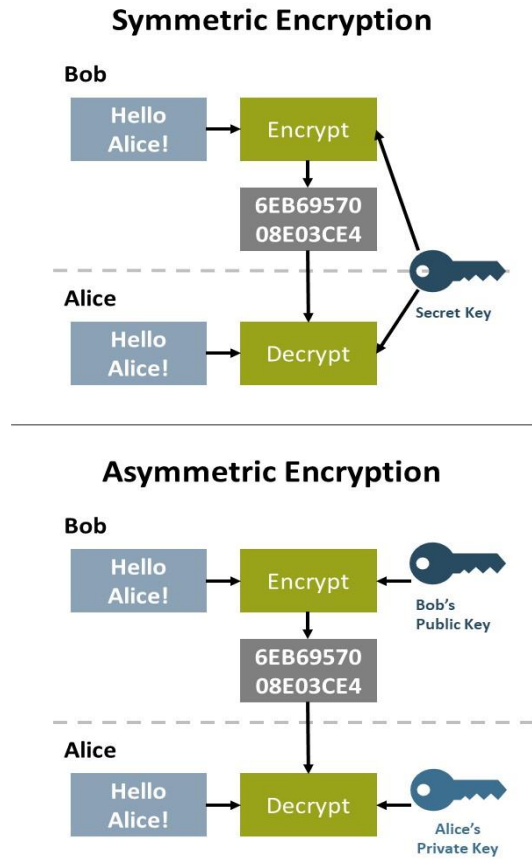 Symmetric Encryption
Bob
Hello
Alice!
Encrypt
6EB69570
08E03CE4
Secret Key
Alice
Hello
Alice!
Decrypt
Asymmetric Encryption
Bob
Hello
Alice!
Encrypt
Bob's
Public Key
6EB69570
08E03CE4
Alice
Hello
Alice!
Decrypt
Alice's
Private Key